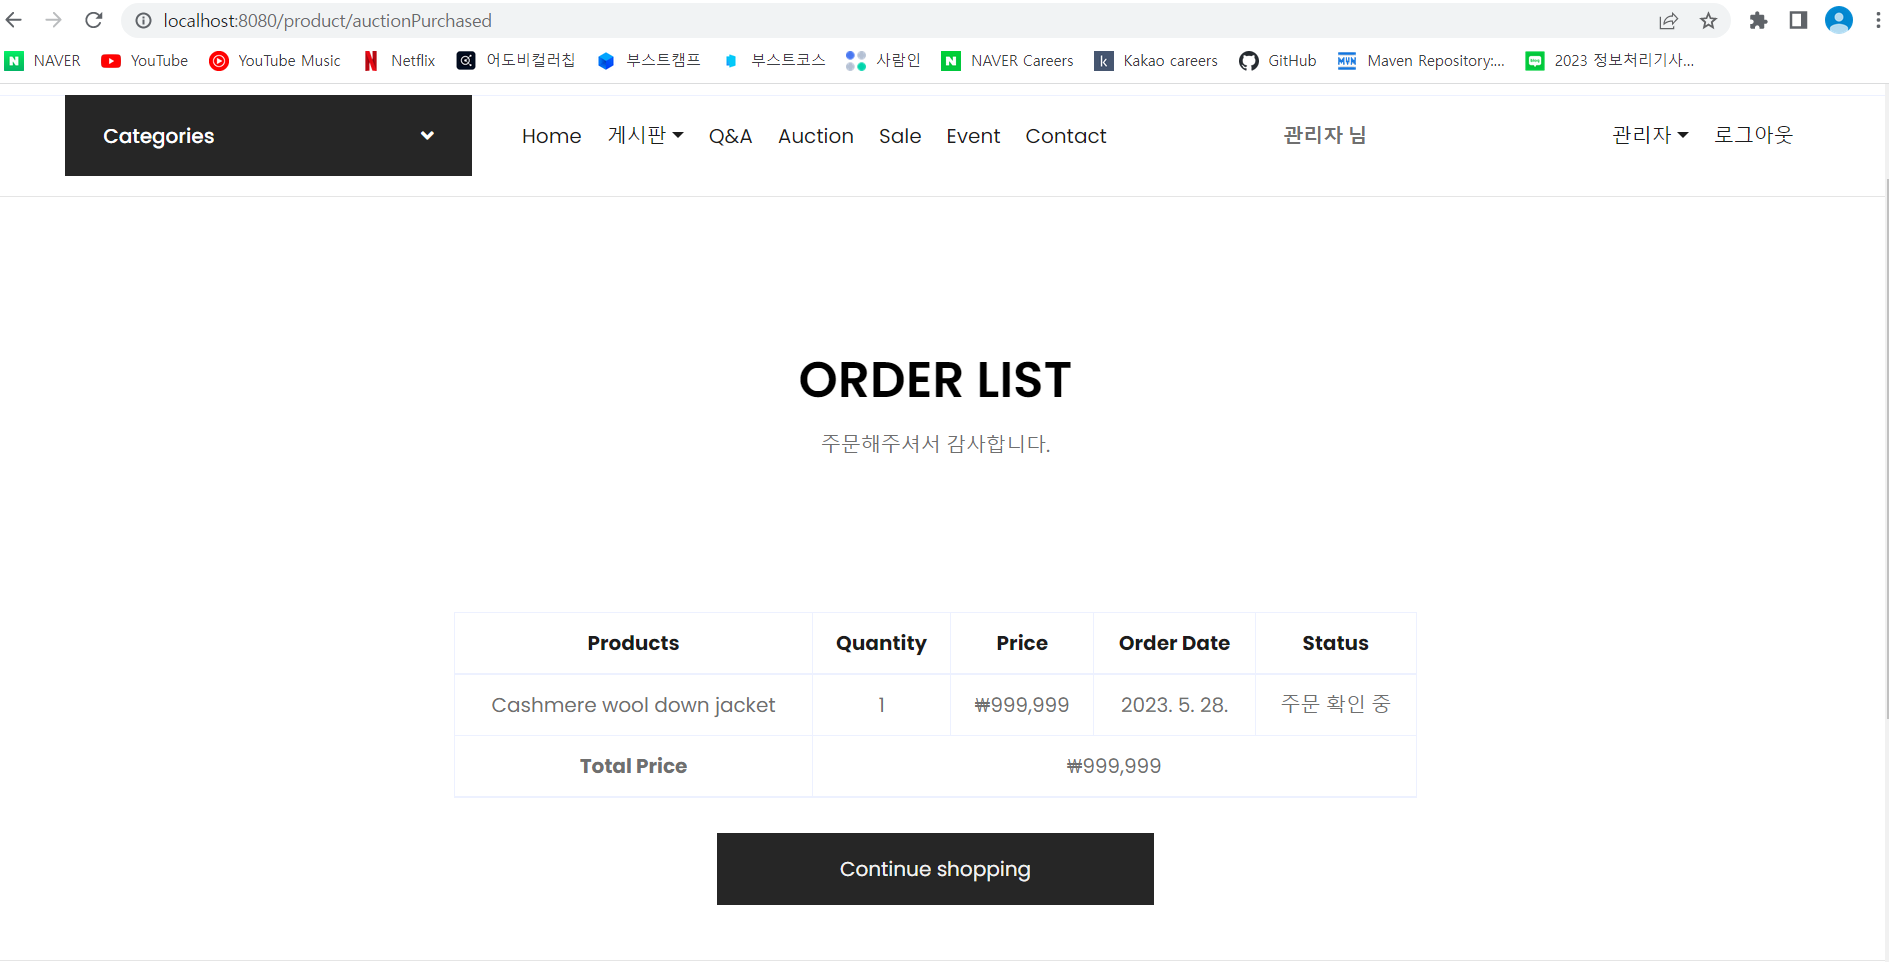 localhost:8080/product/auctionPurchased
NAVER YouTube YouTube Music Netflix 어도비컬러칩 부스트캠프 부스트코스 사람인 NAVER Careers Kakao careers GitHub Maven Repository:... 2023 정보처리기사...
Categories Home 게시판 Q&A Auction Sale Event Contact 관리자 님 관리자 로그아웃
ORDER LIST
주문해주셔서 감사합니다.
Products Quantity Price Order Date Status
Cashmere wool down jacket 1 ₩999,999 2023. 5. 28. 주문 확인 중
Total Price ₩999,999
Continue shopping